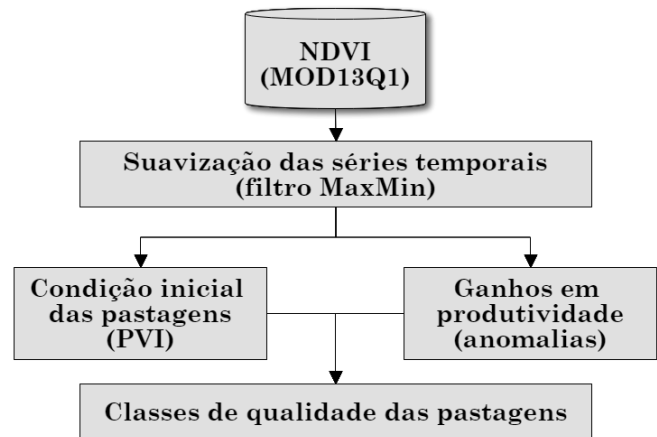 NDVI
(MOD13Q1)
Suavização das séries temporais
(filtro MaxMin)
Condição inicial
das pastagens
(PVI)
Ganhos em
produtividade
(anomalias)
Classes de qualidade das pastagens